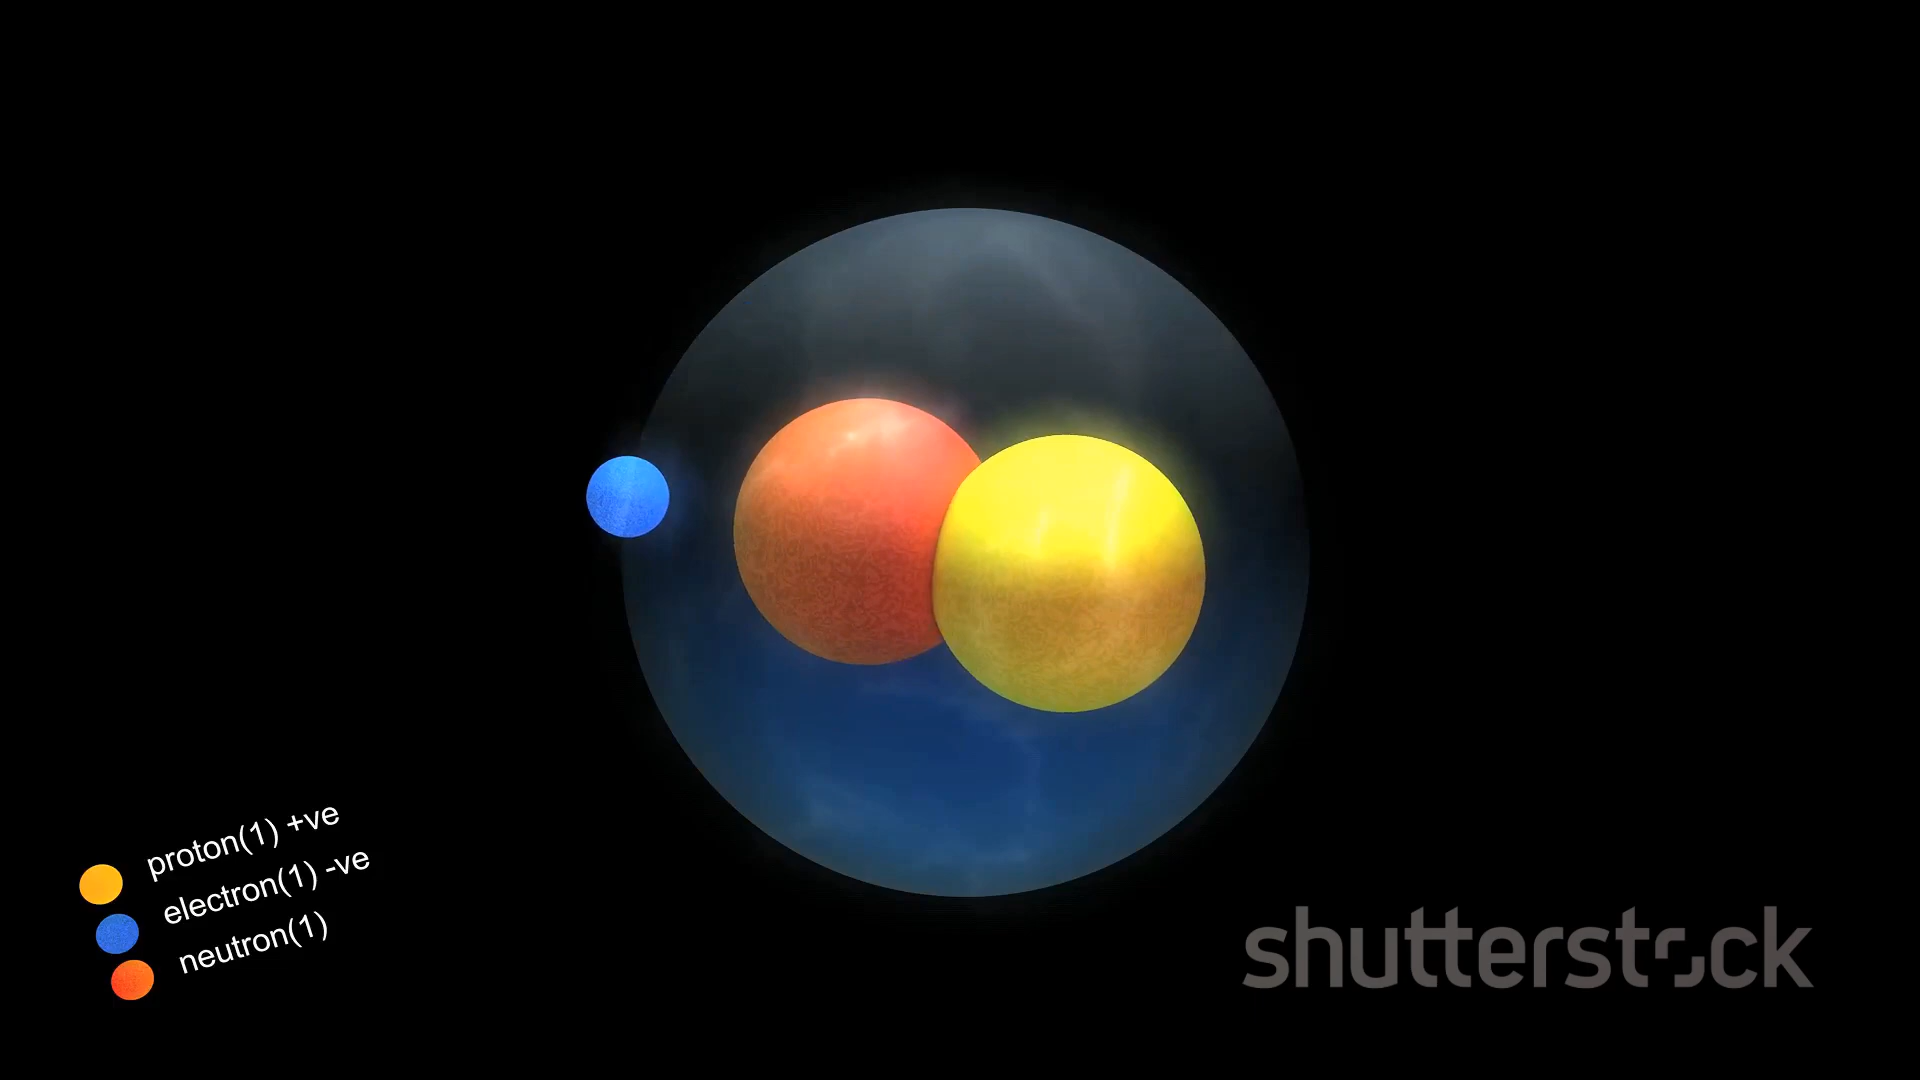 proton(1) +ve
electron(1) -ve
neutron(1)
shutterstock